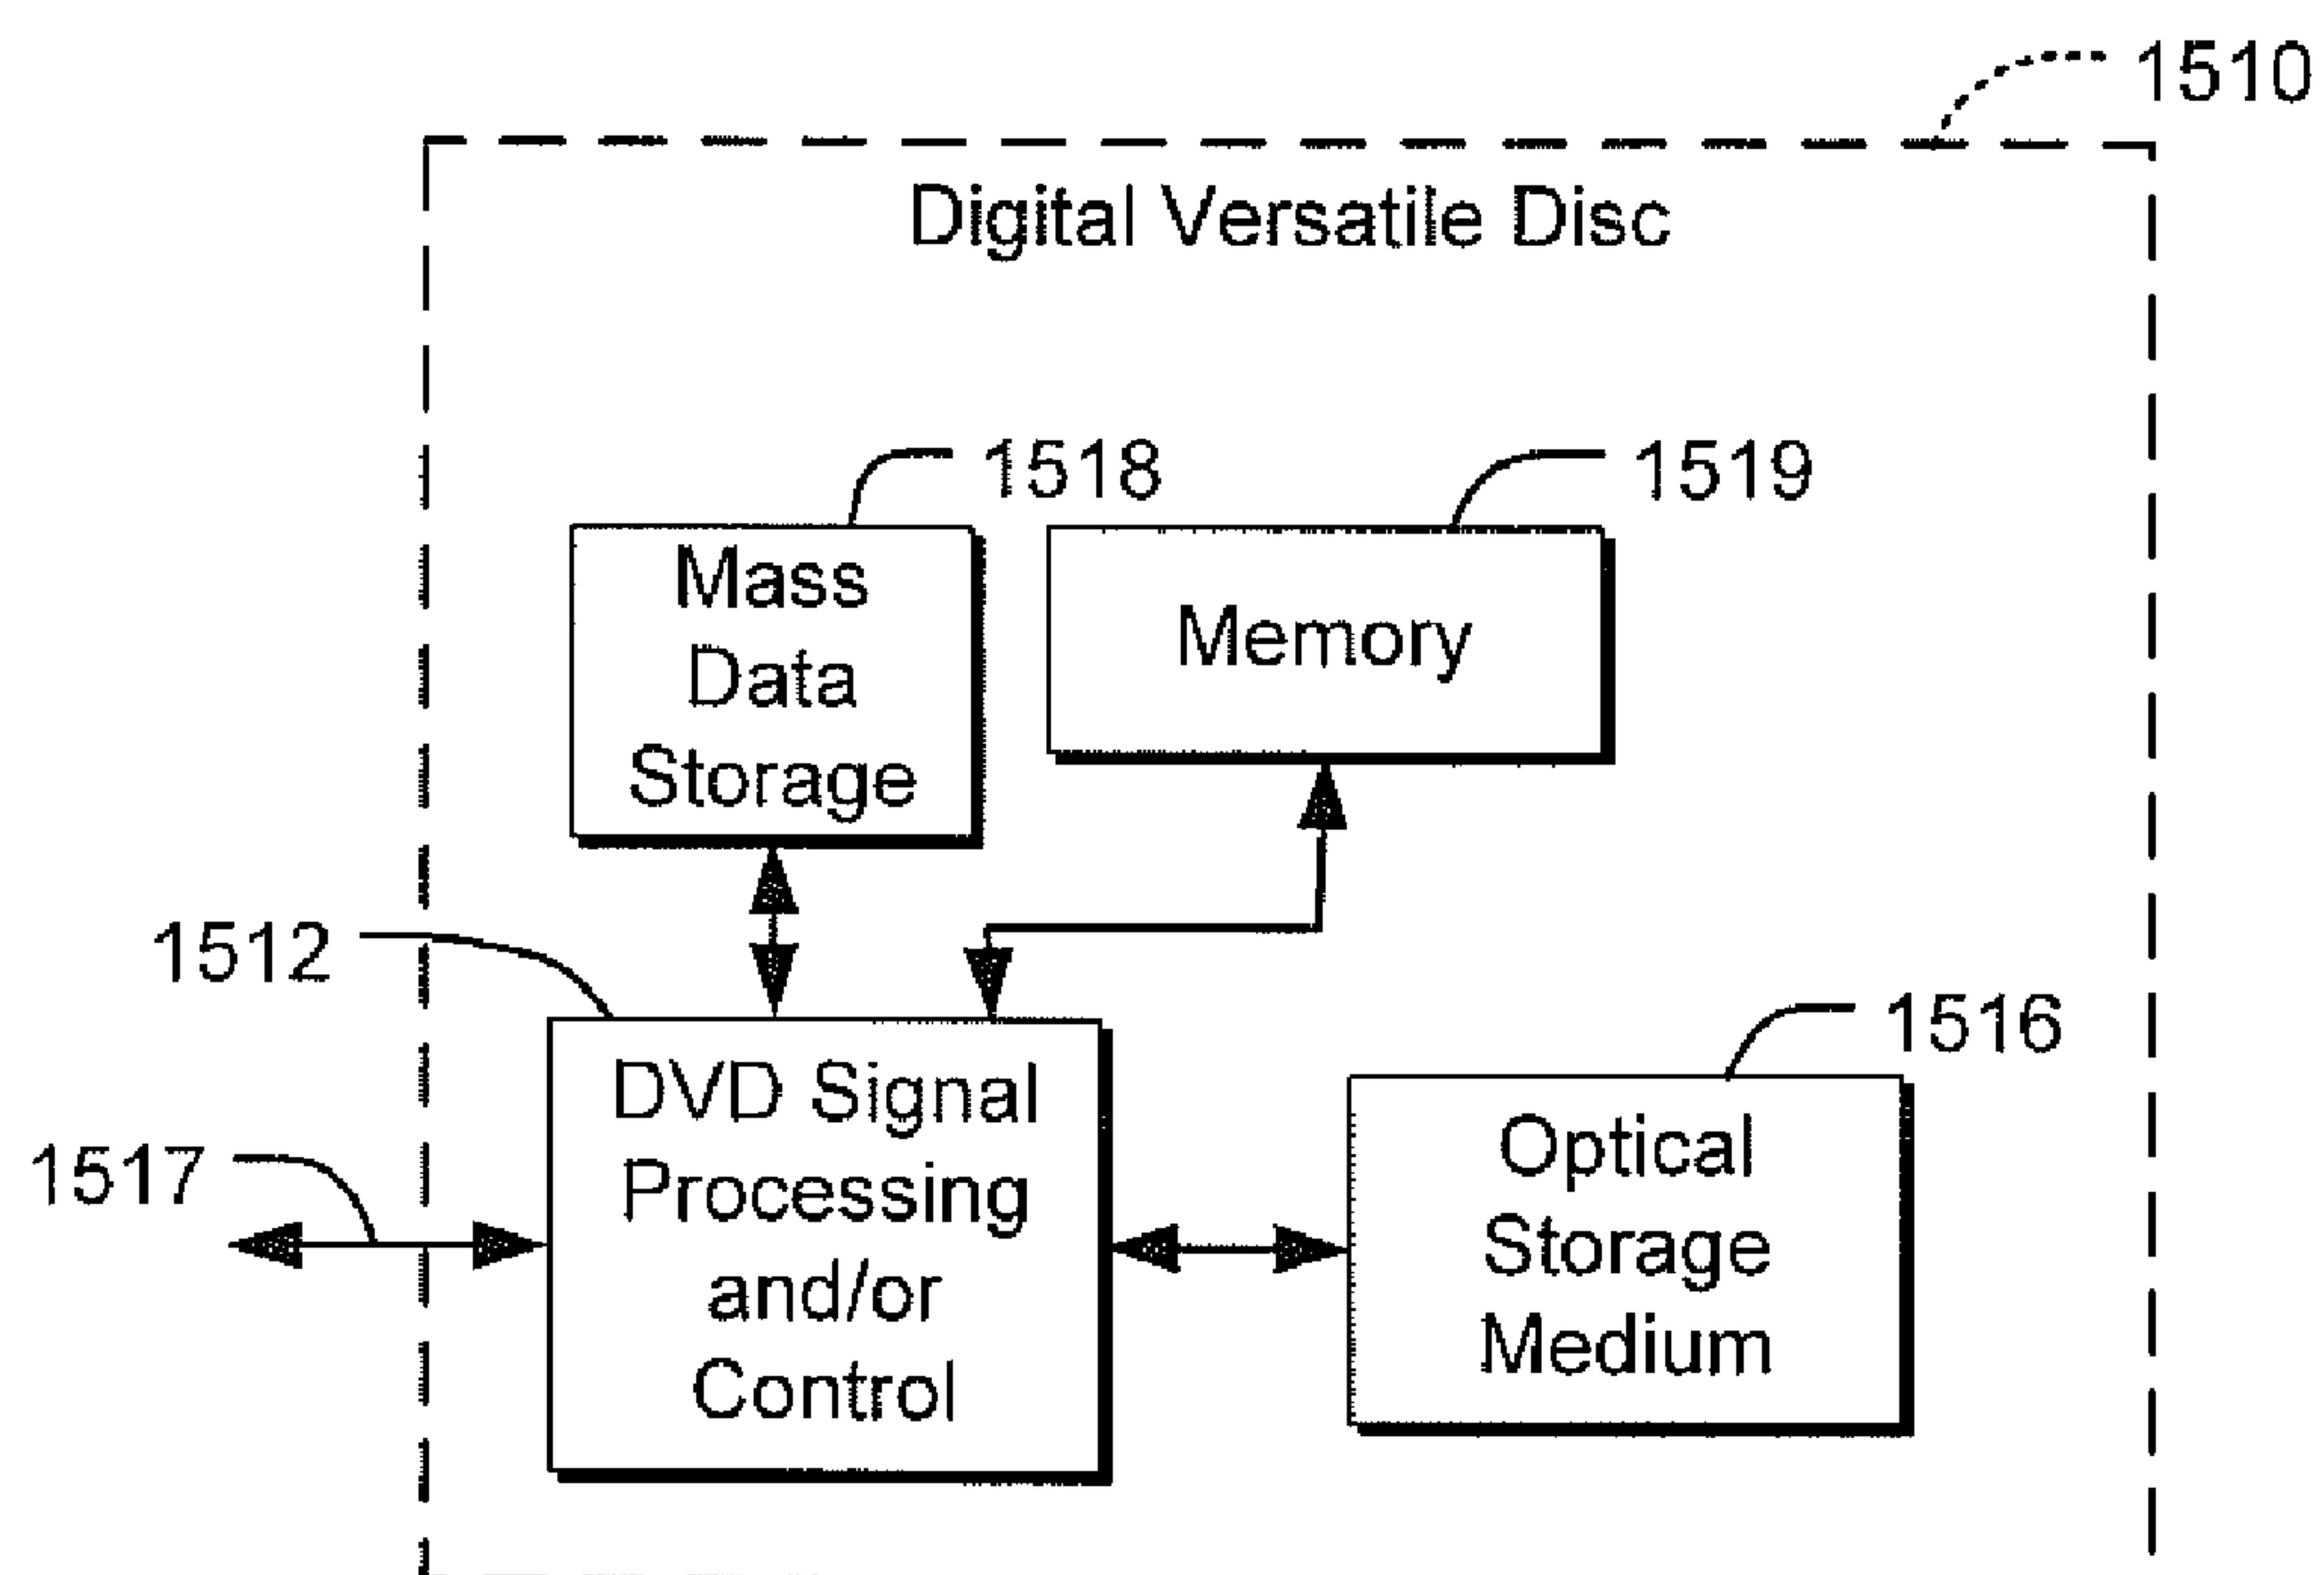 1510
Digital Versatile Disc
1518
1519
Mass
Data
Storage
Memory
1512
1516
DVD Signal
Processing
and/or
Control
1517
Optical
Storage
Medium